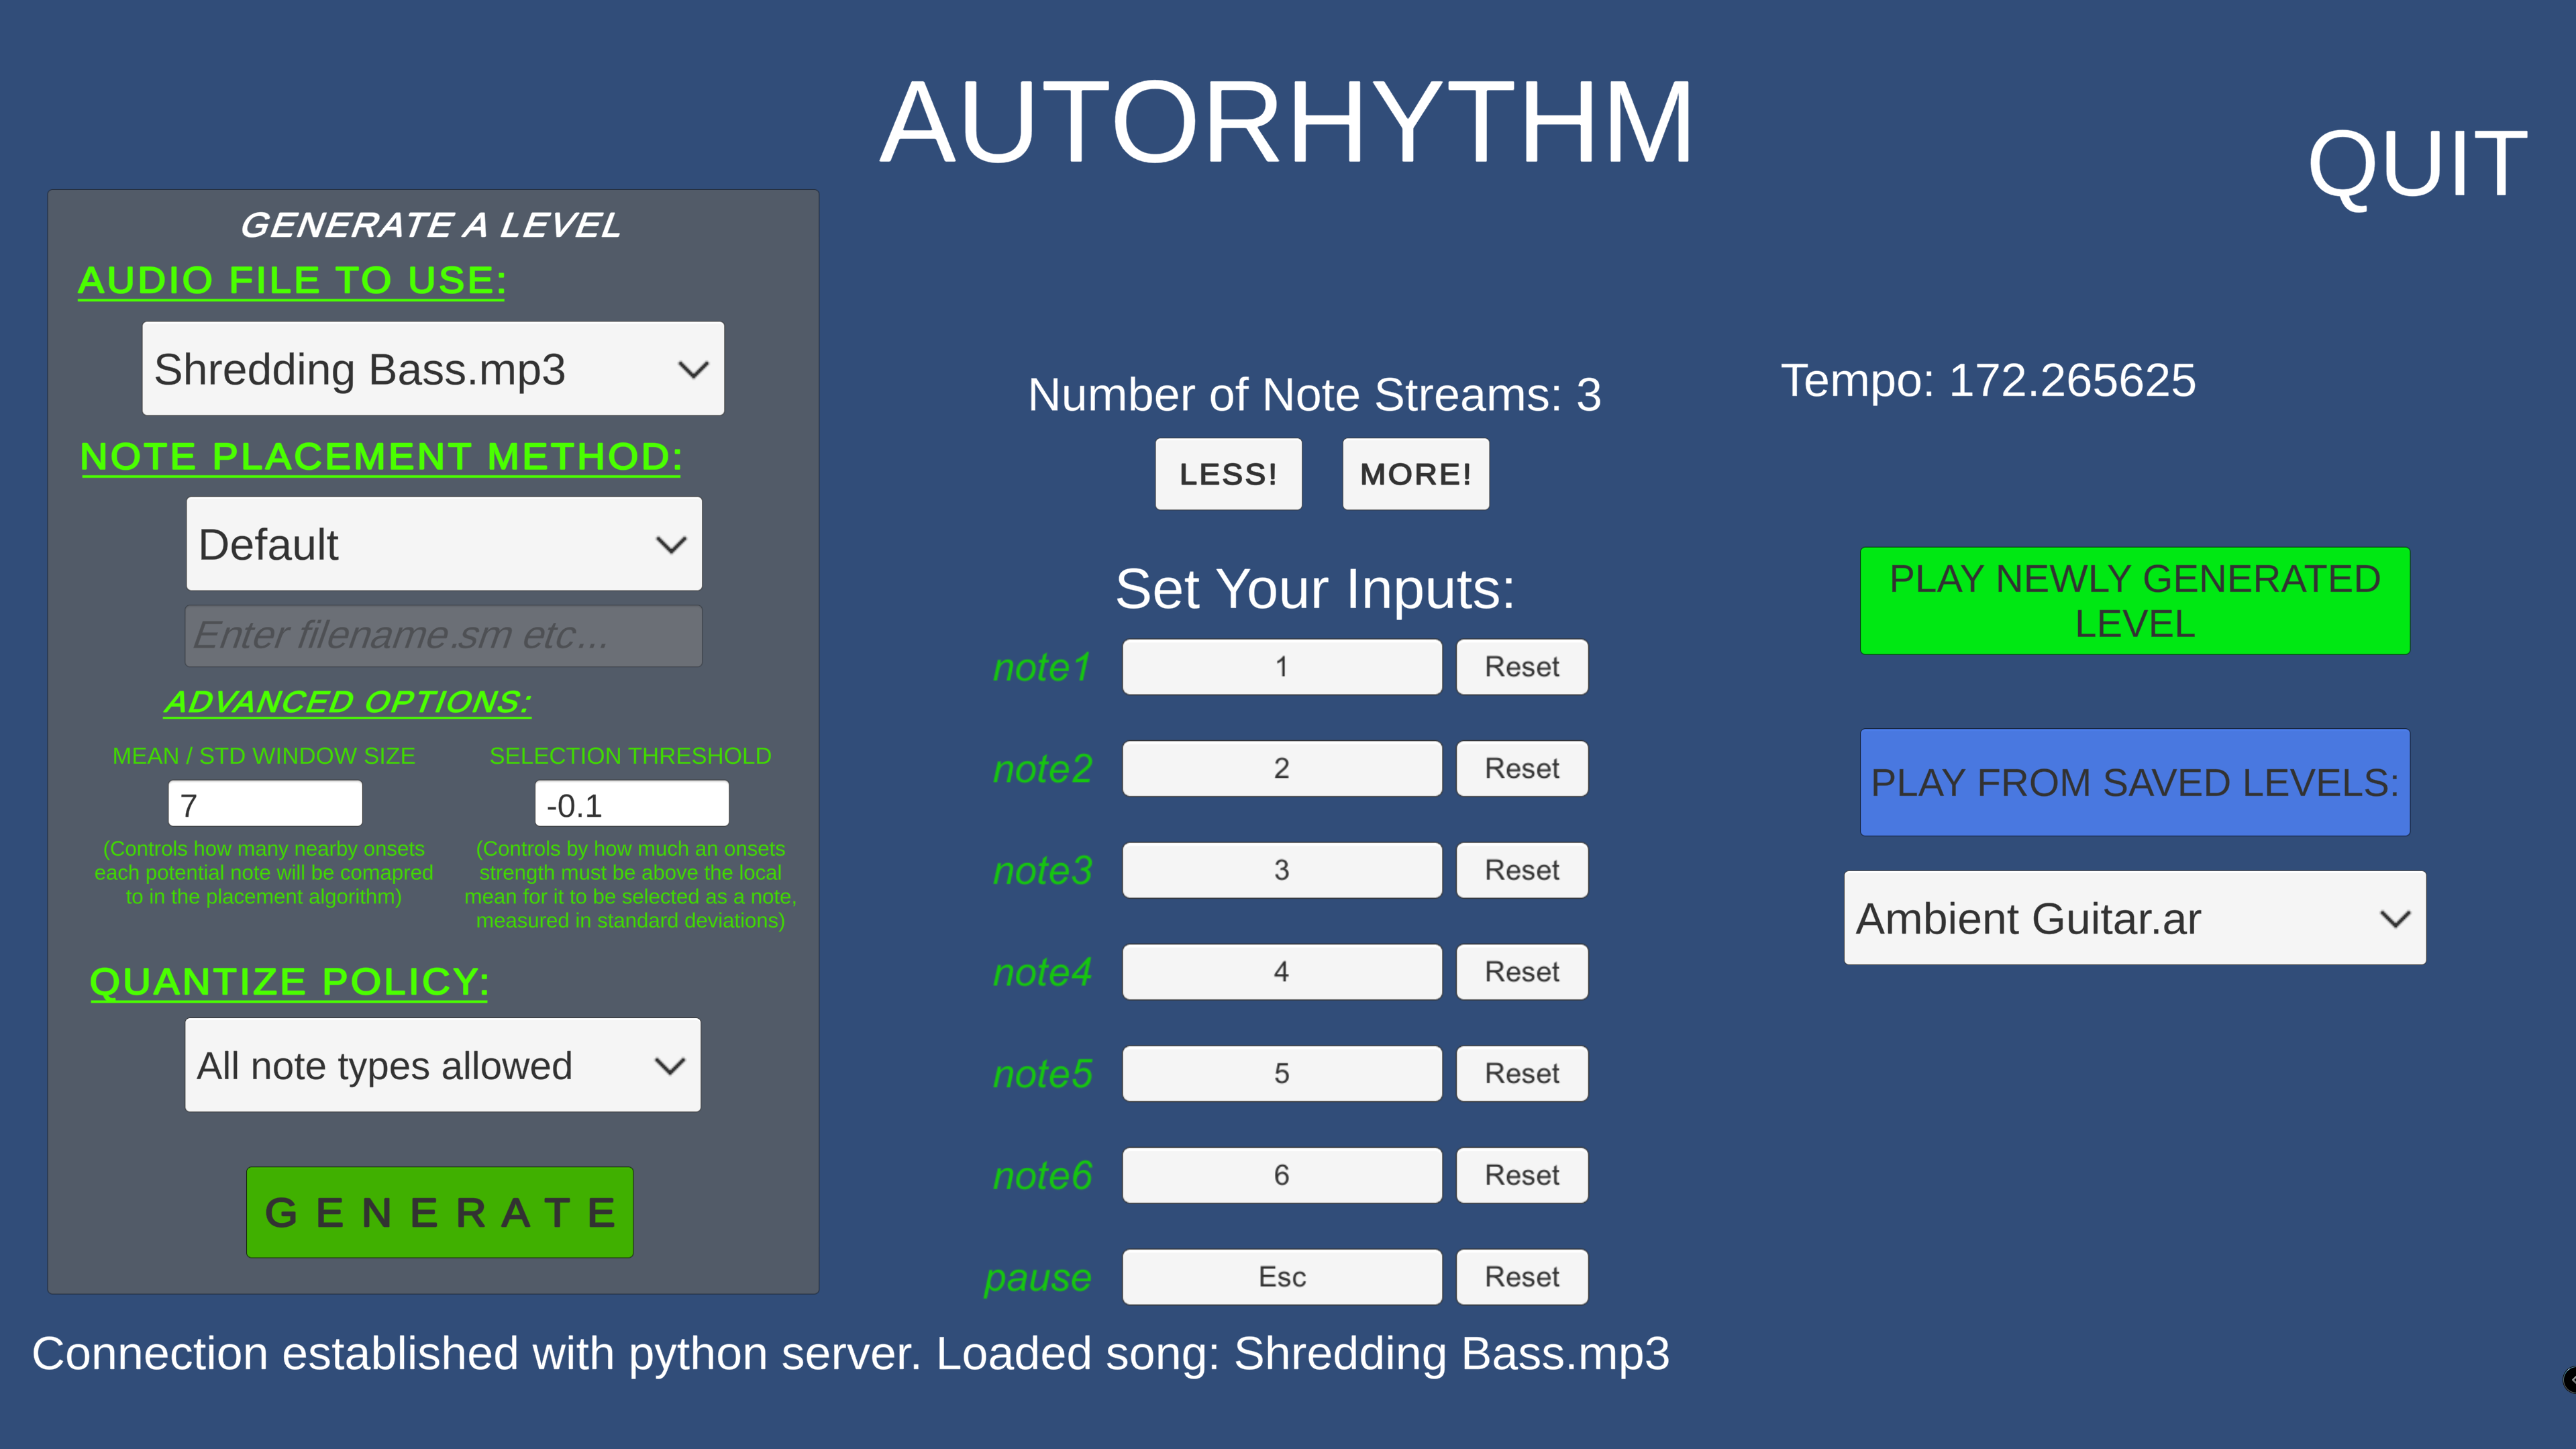 AUTORHYTHM
QUIT
GENERATE A LEVEL
AUDIO FILE TO USE:
Shredding Bass.mp3
NOTE PLACEMENT METHOD:
Default
Enter filename.sm etc...
ADVANCED OPTIONS:
MEAN / STD WINDOW SIZE
7
(Controls how many nearby onsets
each potential note will be comapred
to in the placement algorithm)
SELECTION THRESHOLD
-0.1
(Controls by how much an onsets
strength must be above the local
mean for it to be selected as a note,
measured in standard deviations)
QUANTIZE POLICY:
All note types allowed
GENERATE
Number of Note Streams: 3
LESS! MORE!
Set Your Inputs:
note1 1 Reset
note2 2 Reset
note3 3 Reset
note4 4 Reset
note5 5 Reset
note6 6 Reset
pause Esc Reset
Tempo: 172.265625
PLAY NEWLY GENERATED
LEVEL
PLAY FROM SAVED LEVELS:
Ambient Guitar.ar
Connection established with python server. Loaded song: Shredding Bass.mp3